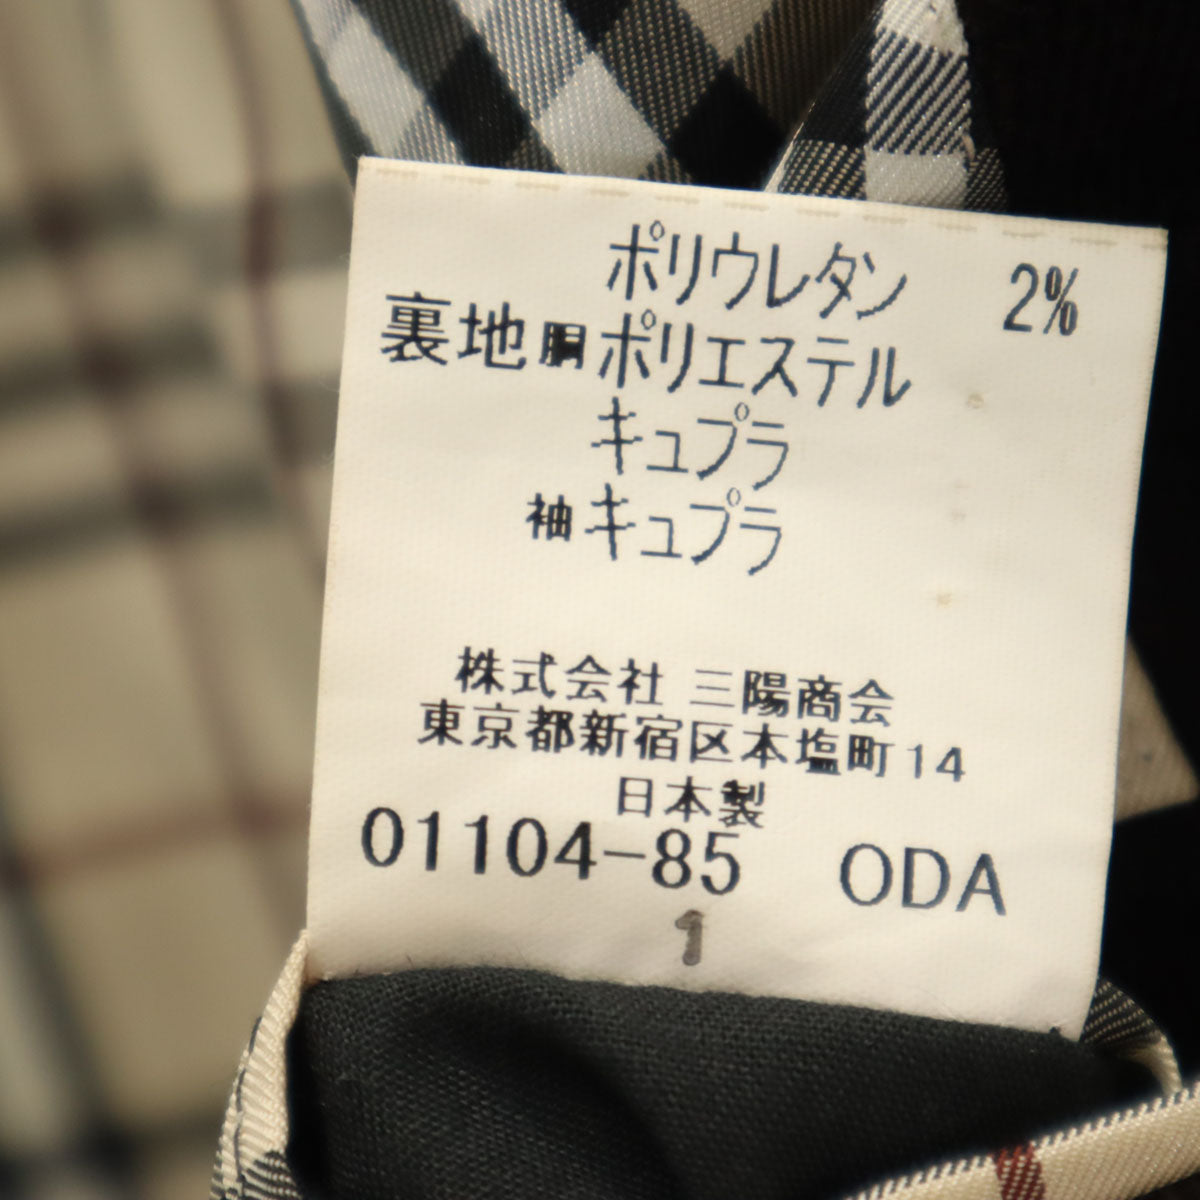 ポリウレタン 2%
裏地 胴 ポリエステル
キュプラ
袖 キュプラ
株式会社 三陽商会
東京都新宿区本塩町14
日本製
01104-85 ODA
1